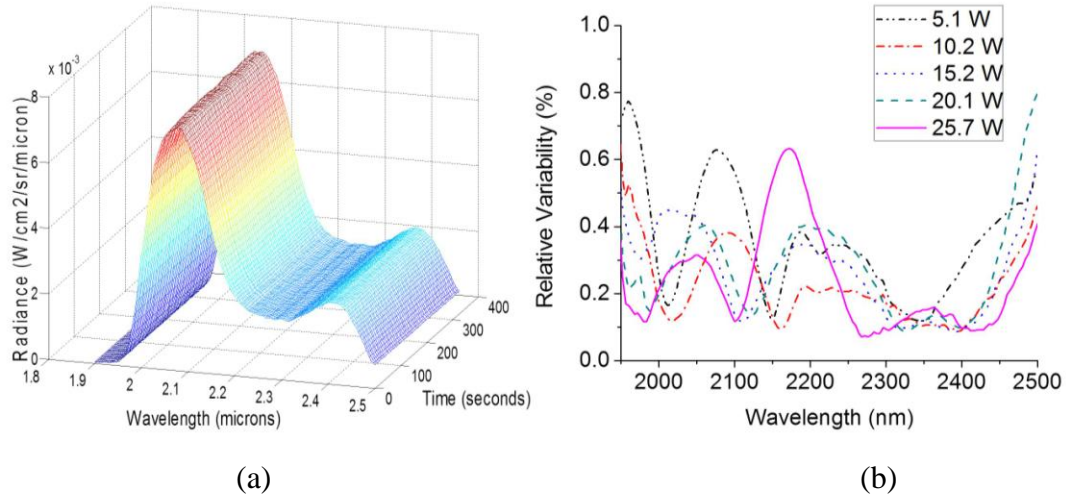 x 10⁻³
Radiance (W/cm2/sr/micron)
8
6
4
2
0
1.8
1.9
2
2.1
2.2
2.3
2.4
2.5
Wavelength (microns)
0
100
200
300
400
Time (seconds)
(a)
5.1 W
10.2 W
15.2 W
20.1 W
25.7 W
Relative Variability (%)
1.0
0.8
0.6
0.4
0.2
0.0
2000 2100 2200 2300 2400 2500
Wavelength (nm)
(b)